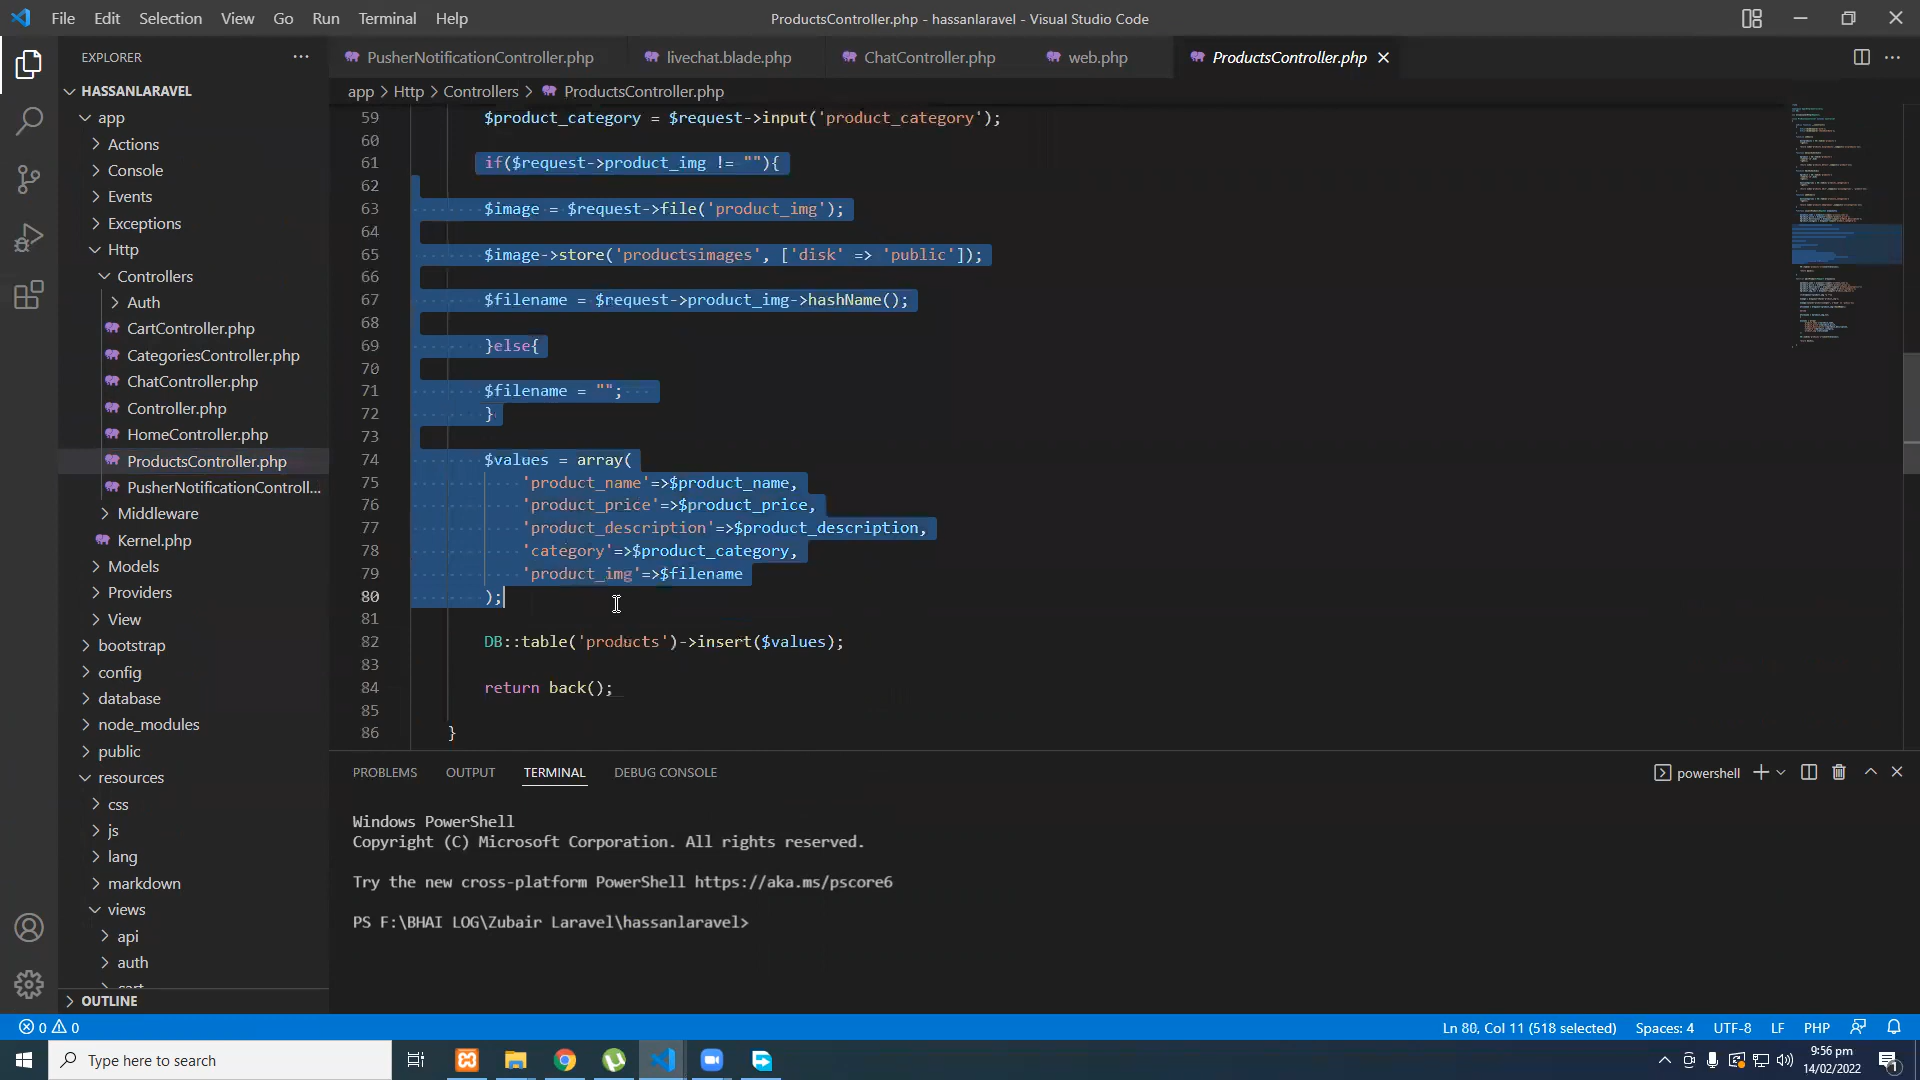 File Edit Selection View Go Run Terminal Help
ProductsController.php - hassanlaravel - Visual Studio Code
EXPLORER
PusherNotificationController.php
livechat.blade.php
ChatController.php
web.php
ProductsController.php
HASSANLARAVEL
app
Actions
Console
Events
Exceptions
Http
Controllers
Auth
CartController.php
CategoriesController.php
ChatController.php
Controller.php
HomeController.php
ProductsController.php
PusherNotificationControll...
Middleware
Kernel.php
Models
Providers
View
bootstrap
config
database
node_modules
public
resources
css
js
lang
markdown
views
api
auth
OUTLINE
app > Http > Controllers > ProductsController.php
59 $product_category = $request->input('product_category');
60
61 if($request->product_img != ""){
62
63 $image = $request->file('product_img');
64
65 $image->store('productsimages', ['disk' => 'public']);
66
67 $filename = $request->product_img->hashName();
68
69 }else{
70
71 $filename = "";
72 }
73
74 $values = array(
75 'product_name'=>$product_name,
76 'product_price'=>$product_price,
77 'product_description'=>$product_description,
78 'category'=>$product_category,
79 'product_img'=>$filename
80 );
81
82 DB::table('products')->insert($values);
83
84 return back();
85
86 }
PROBLEMS OUTPUT TERMINAL DEBUG CONSOLE
powershell
Windows PowerShell
Copyright (C) Microsoft Corporation. All rights reserved.
Try the new cross-platform PowerShell https://aka.ms/pscore6
PS F:\BHAI LOG\Zubair Laravel\hassanlaravel>
0 0
Ln 80, Col 11 (518 selected) Spaces: 4 UTF-8 LF PHP
Type here to search
9:56 pm
14/02/2022
1